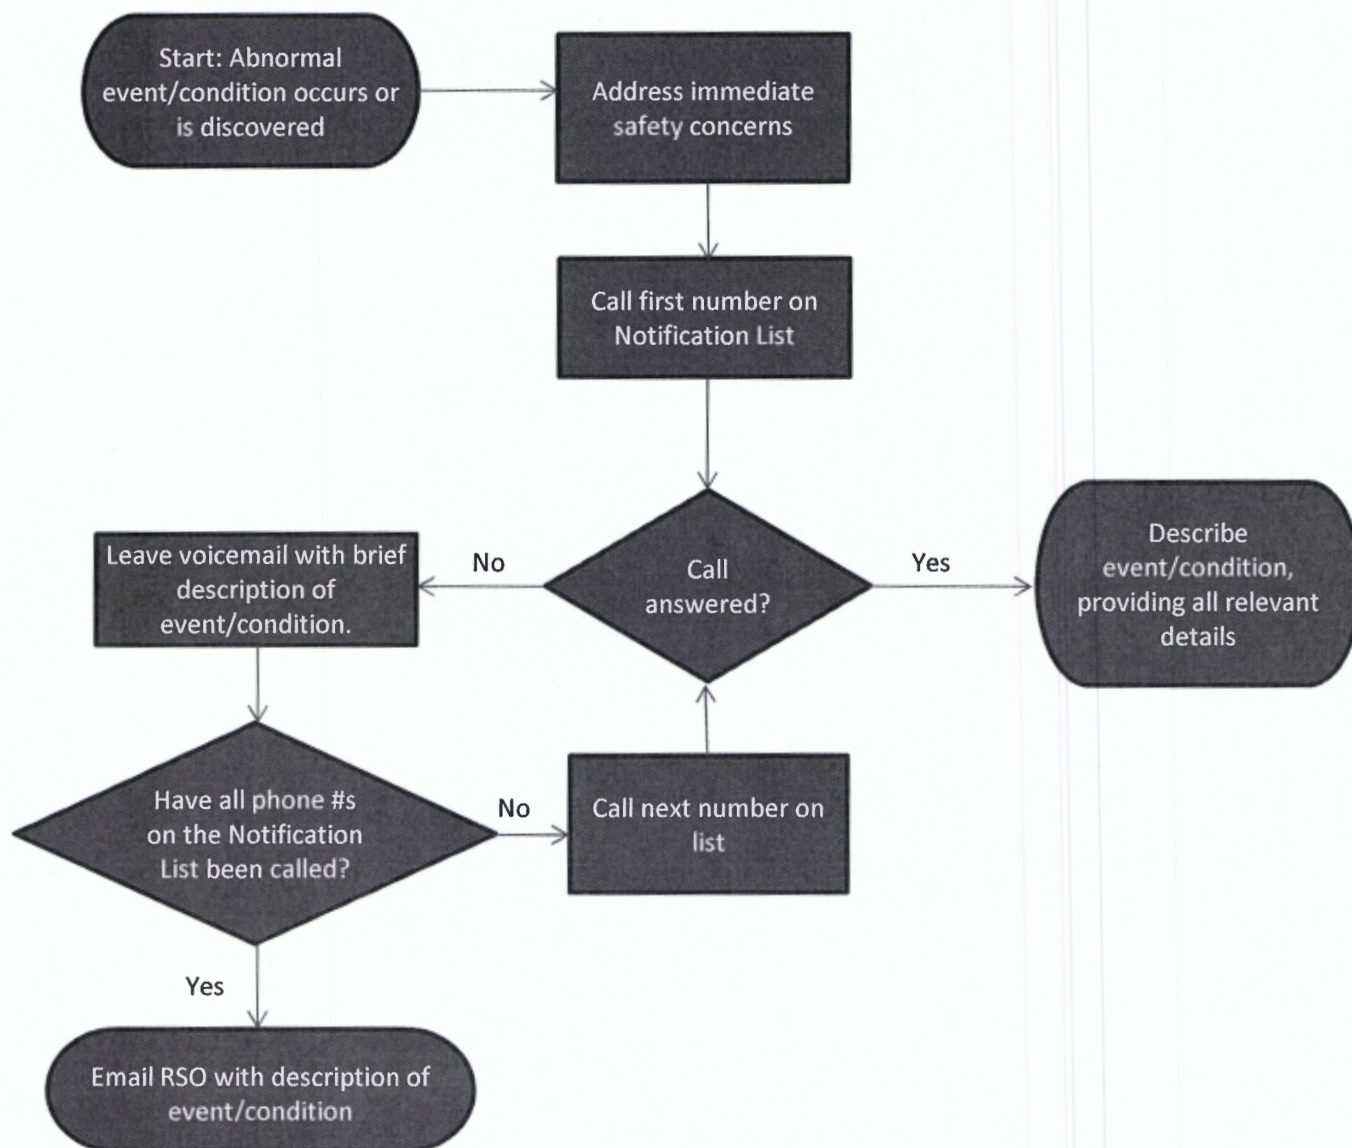 Start: Abnormal
event/condition occurs or
is discovered
Address immediate
safety concerns
Call first number on
Notification List
Call
answered?
Yes
Describe
event/condition,
providing all relevant
details
No
Leave voicemail with brief
description of
event/condition.
Have all phone #s
on the Notification
List been called?
No
Call next number on
list
Yes
Email RSO with description of
event/condition